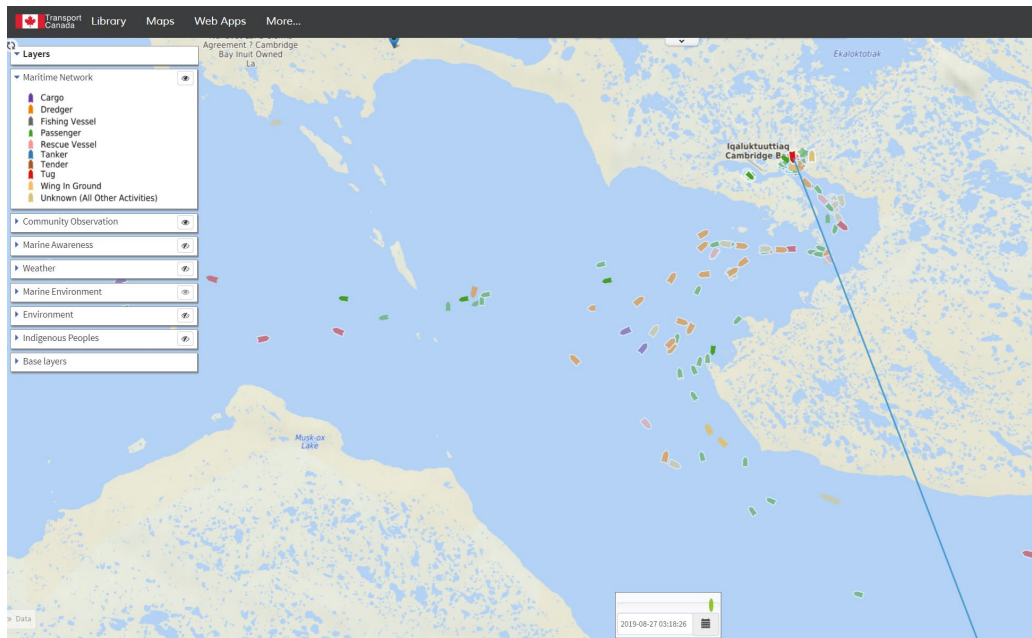 Transport
Canada
Library
Maps
Web Apps
More...
Layers
Maritime Network
Cargo
Dredger
Fishing Vessel
Passenger
Rescue Vessel
Tanker
Tender
Tug
Wing In Ground
Unknown (All Other Activities)
Community Observation
Marine Awareness
Weather
Marine Environment
Environment
Indigenous Peoples
Base layers
Agreement ? Cambridge
Bay Inuit Owned
La
Ekaloktotiak
Iqaluktuuttiaq
Cambridge B
Musk-ox
Lake
Data
2019-08-27 03:18:26